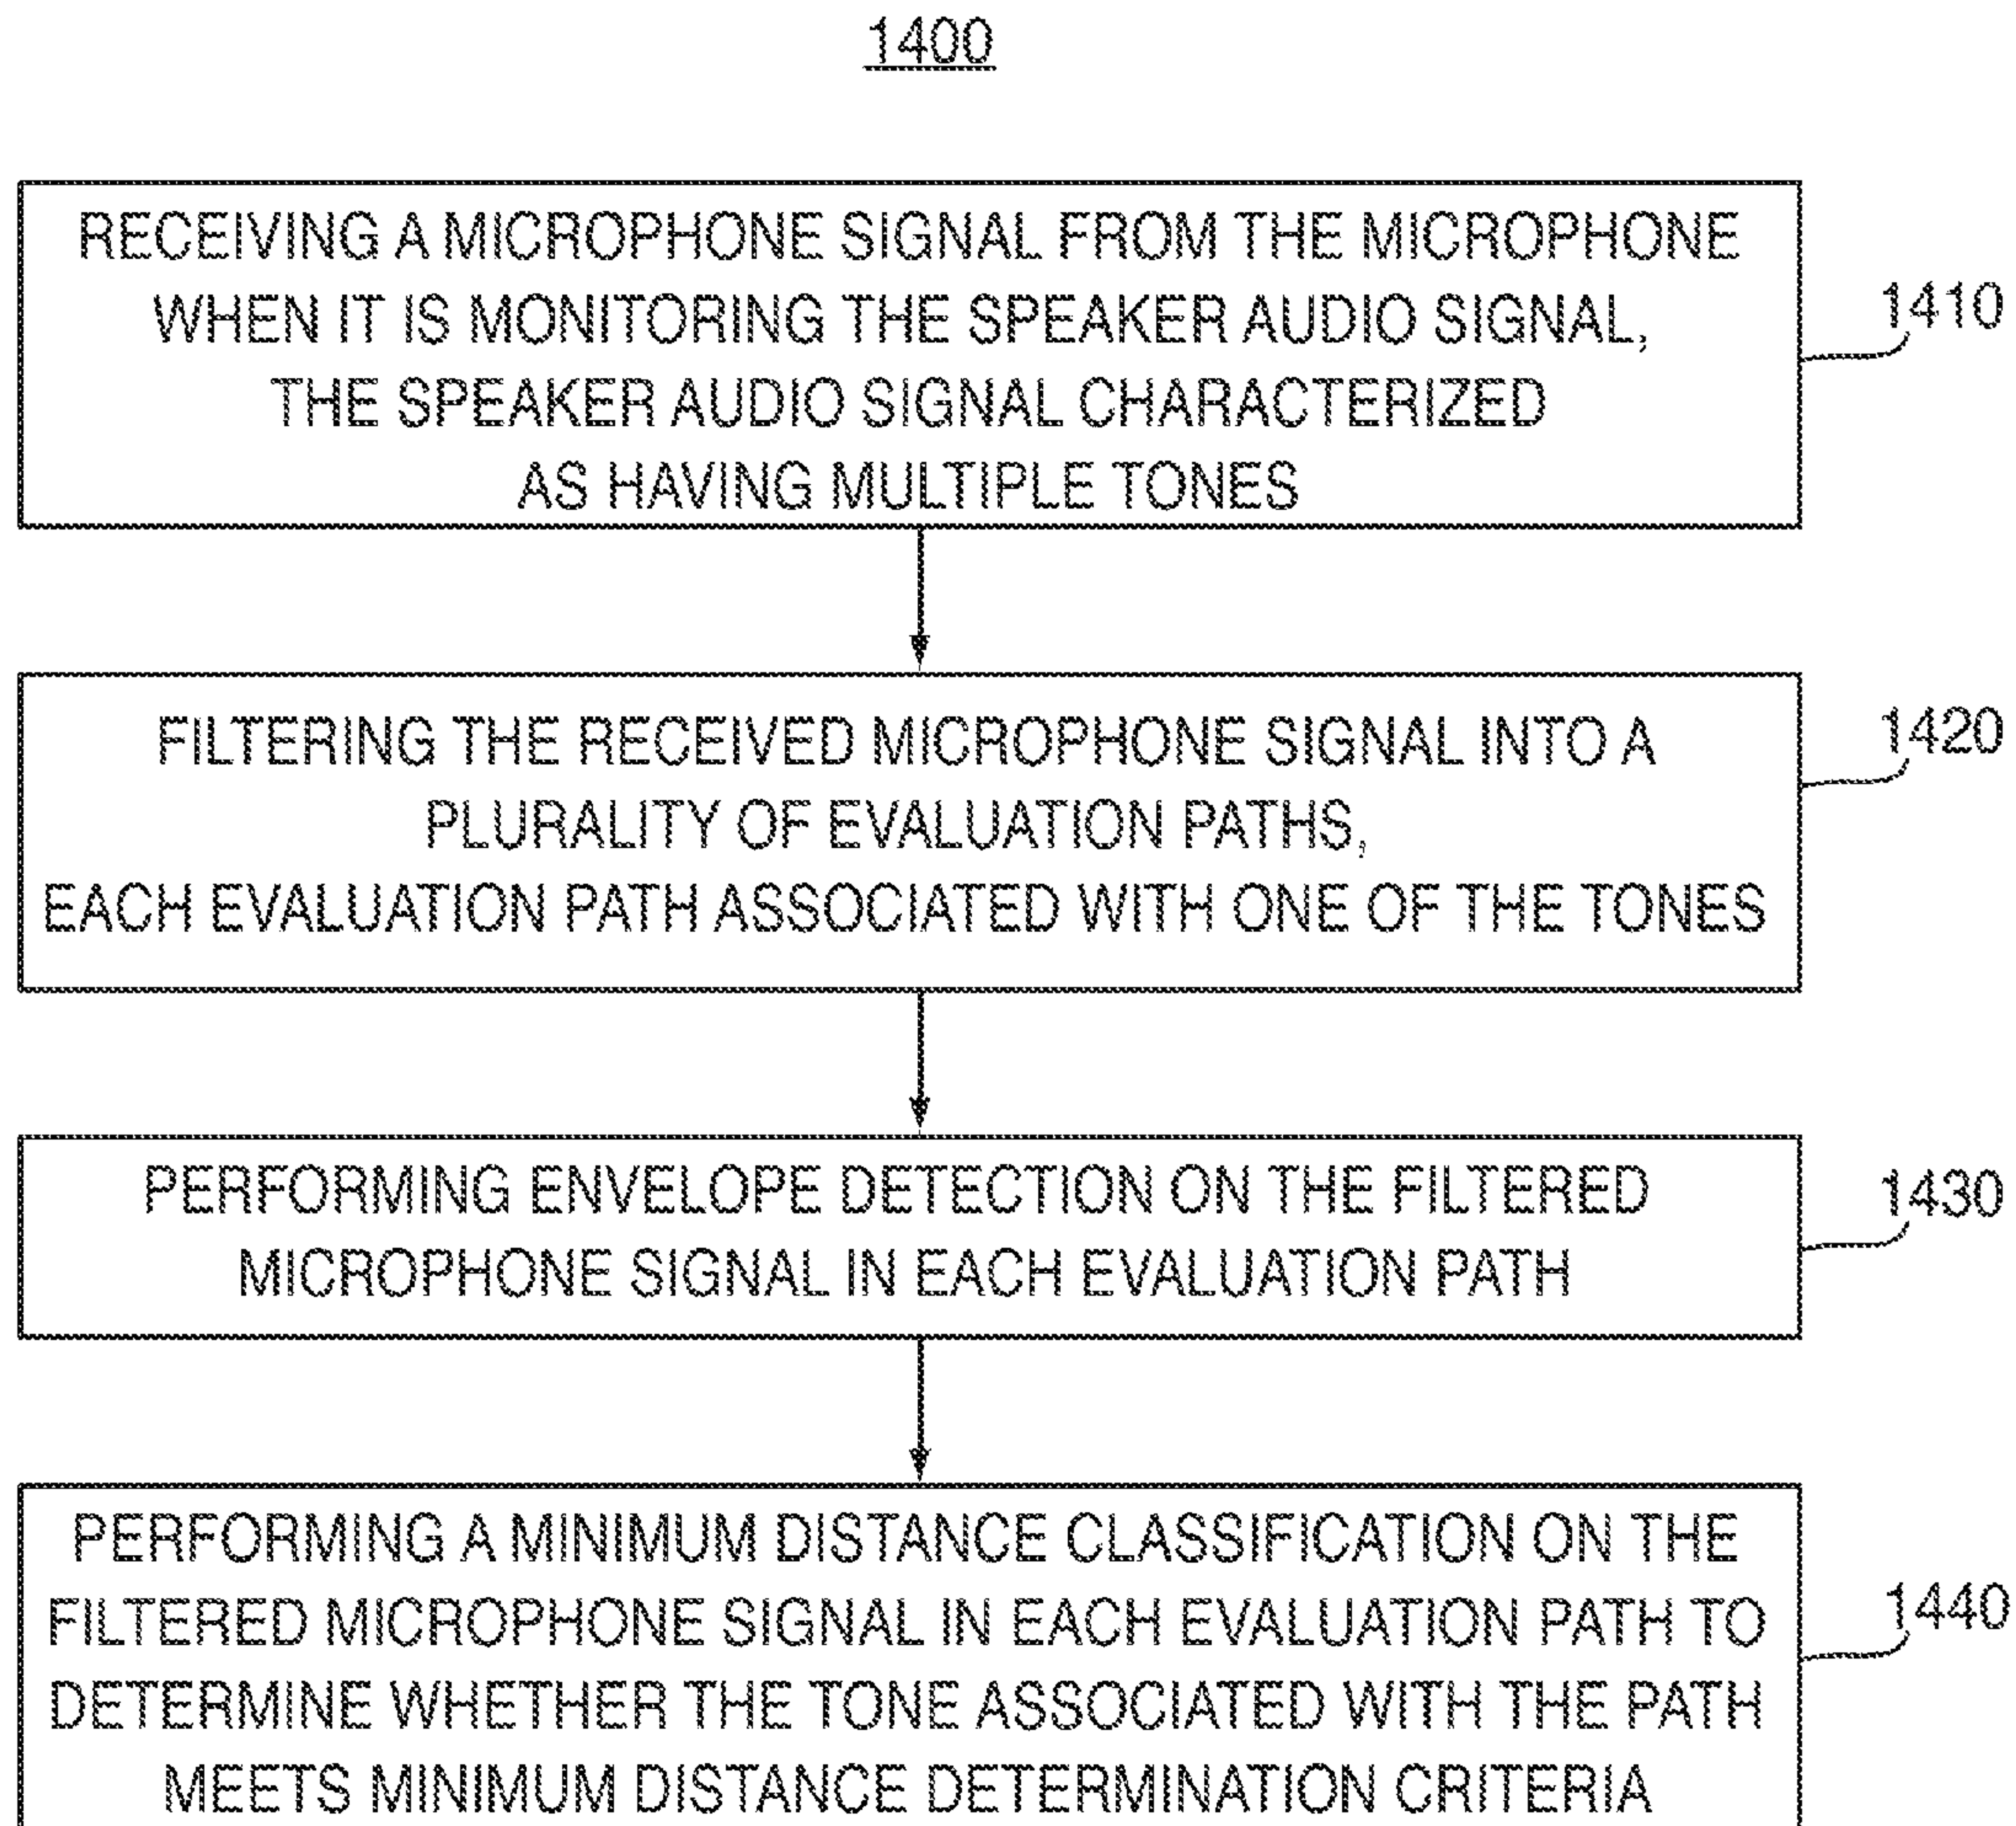 1400
RECEIVING A MICROPHONE SIGNAL FROM THE MICROPHONE
WHEN IT IS MONITORING THE SPEAKER AUDIO SIGNAL,
THE SPEAKER AUDIO SIGNAL CHARACTERIZED
AS HAVING MULTIPLE TONES
1410
FILTERING THE RECEIVED MICROPHONE SIGNAL INTO A
PLURALITY OF EVALUATION PATHS,
EACH EVALUATION PATH ASSOCIATED WITH ONE OF THE TONES
1420
PERFORMING ENVELOPE DETECTION ON THE FILTERED
MICROPHONE SIGNAL IN EACH EVALUATION PATH
1430
PERFORMING A MINIMUM DISTANCE CLASSIFICATION ON THE
FILTERED MICROPHONE SIGNAL IN EACH EVALUATION PATH TO
DETERMINE WHETHER THE TONE ASSOCIATED WITH THE PATH
MEETS MINIMUM DISTANCE DETERMINATION CRITERIA
1440